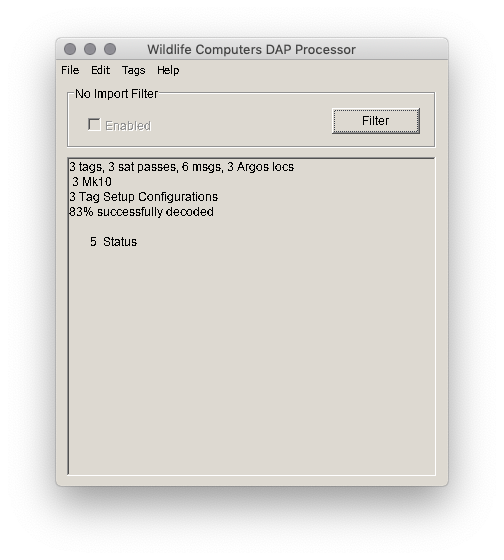 Wildlife Computers DAP Processor
File Edit Tags Help
No Import Filter
Enabled
Filter
3 tags, 3 sat passes, 6 msgs, 3 Argos locs
3 Mk10
3 Tag Setup Configurations
83% successfully decoded
5 Status